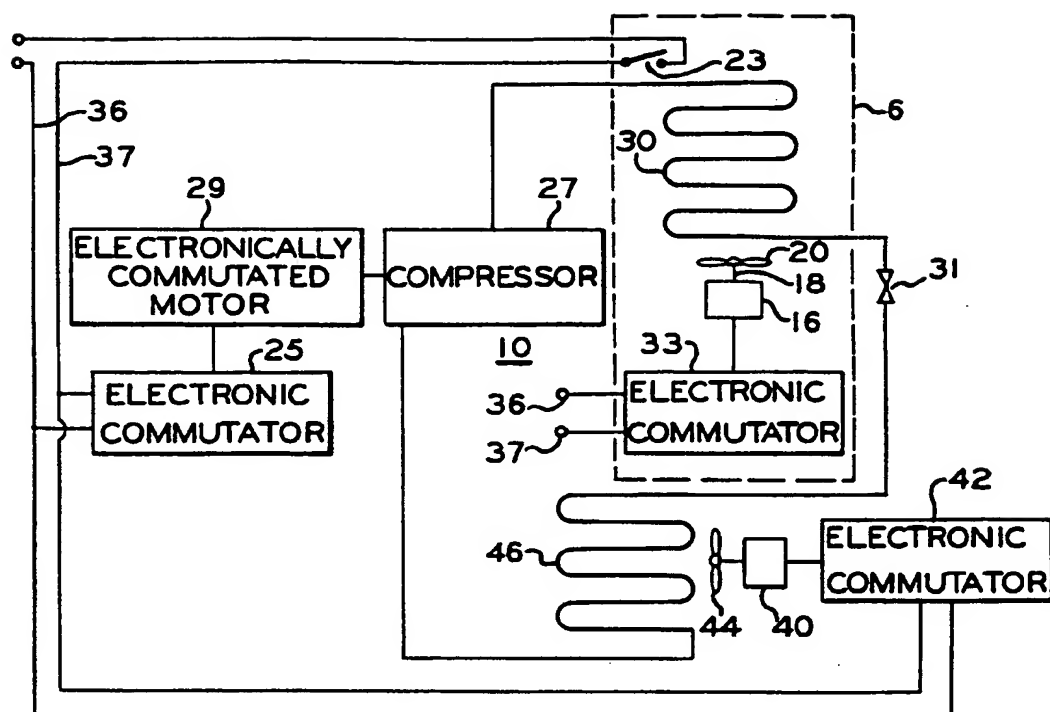 23
6
36
37
30
29
27
ELECTRONICALLY
COMMUTATED
MOTOR
COMPRESSOR
20
18
16
31
10
25
ELECTRONIC
COMMUTATOR
33
ELECTRONIC
COMMUTATOR
36
37
42
ELECTRONIC
COMMUTATOR
46
44
40